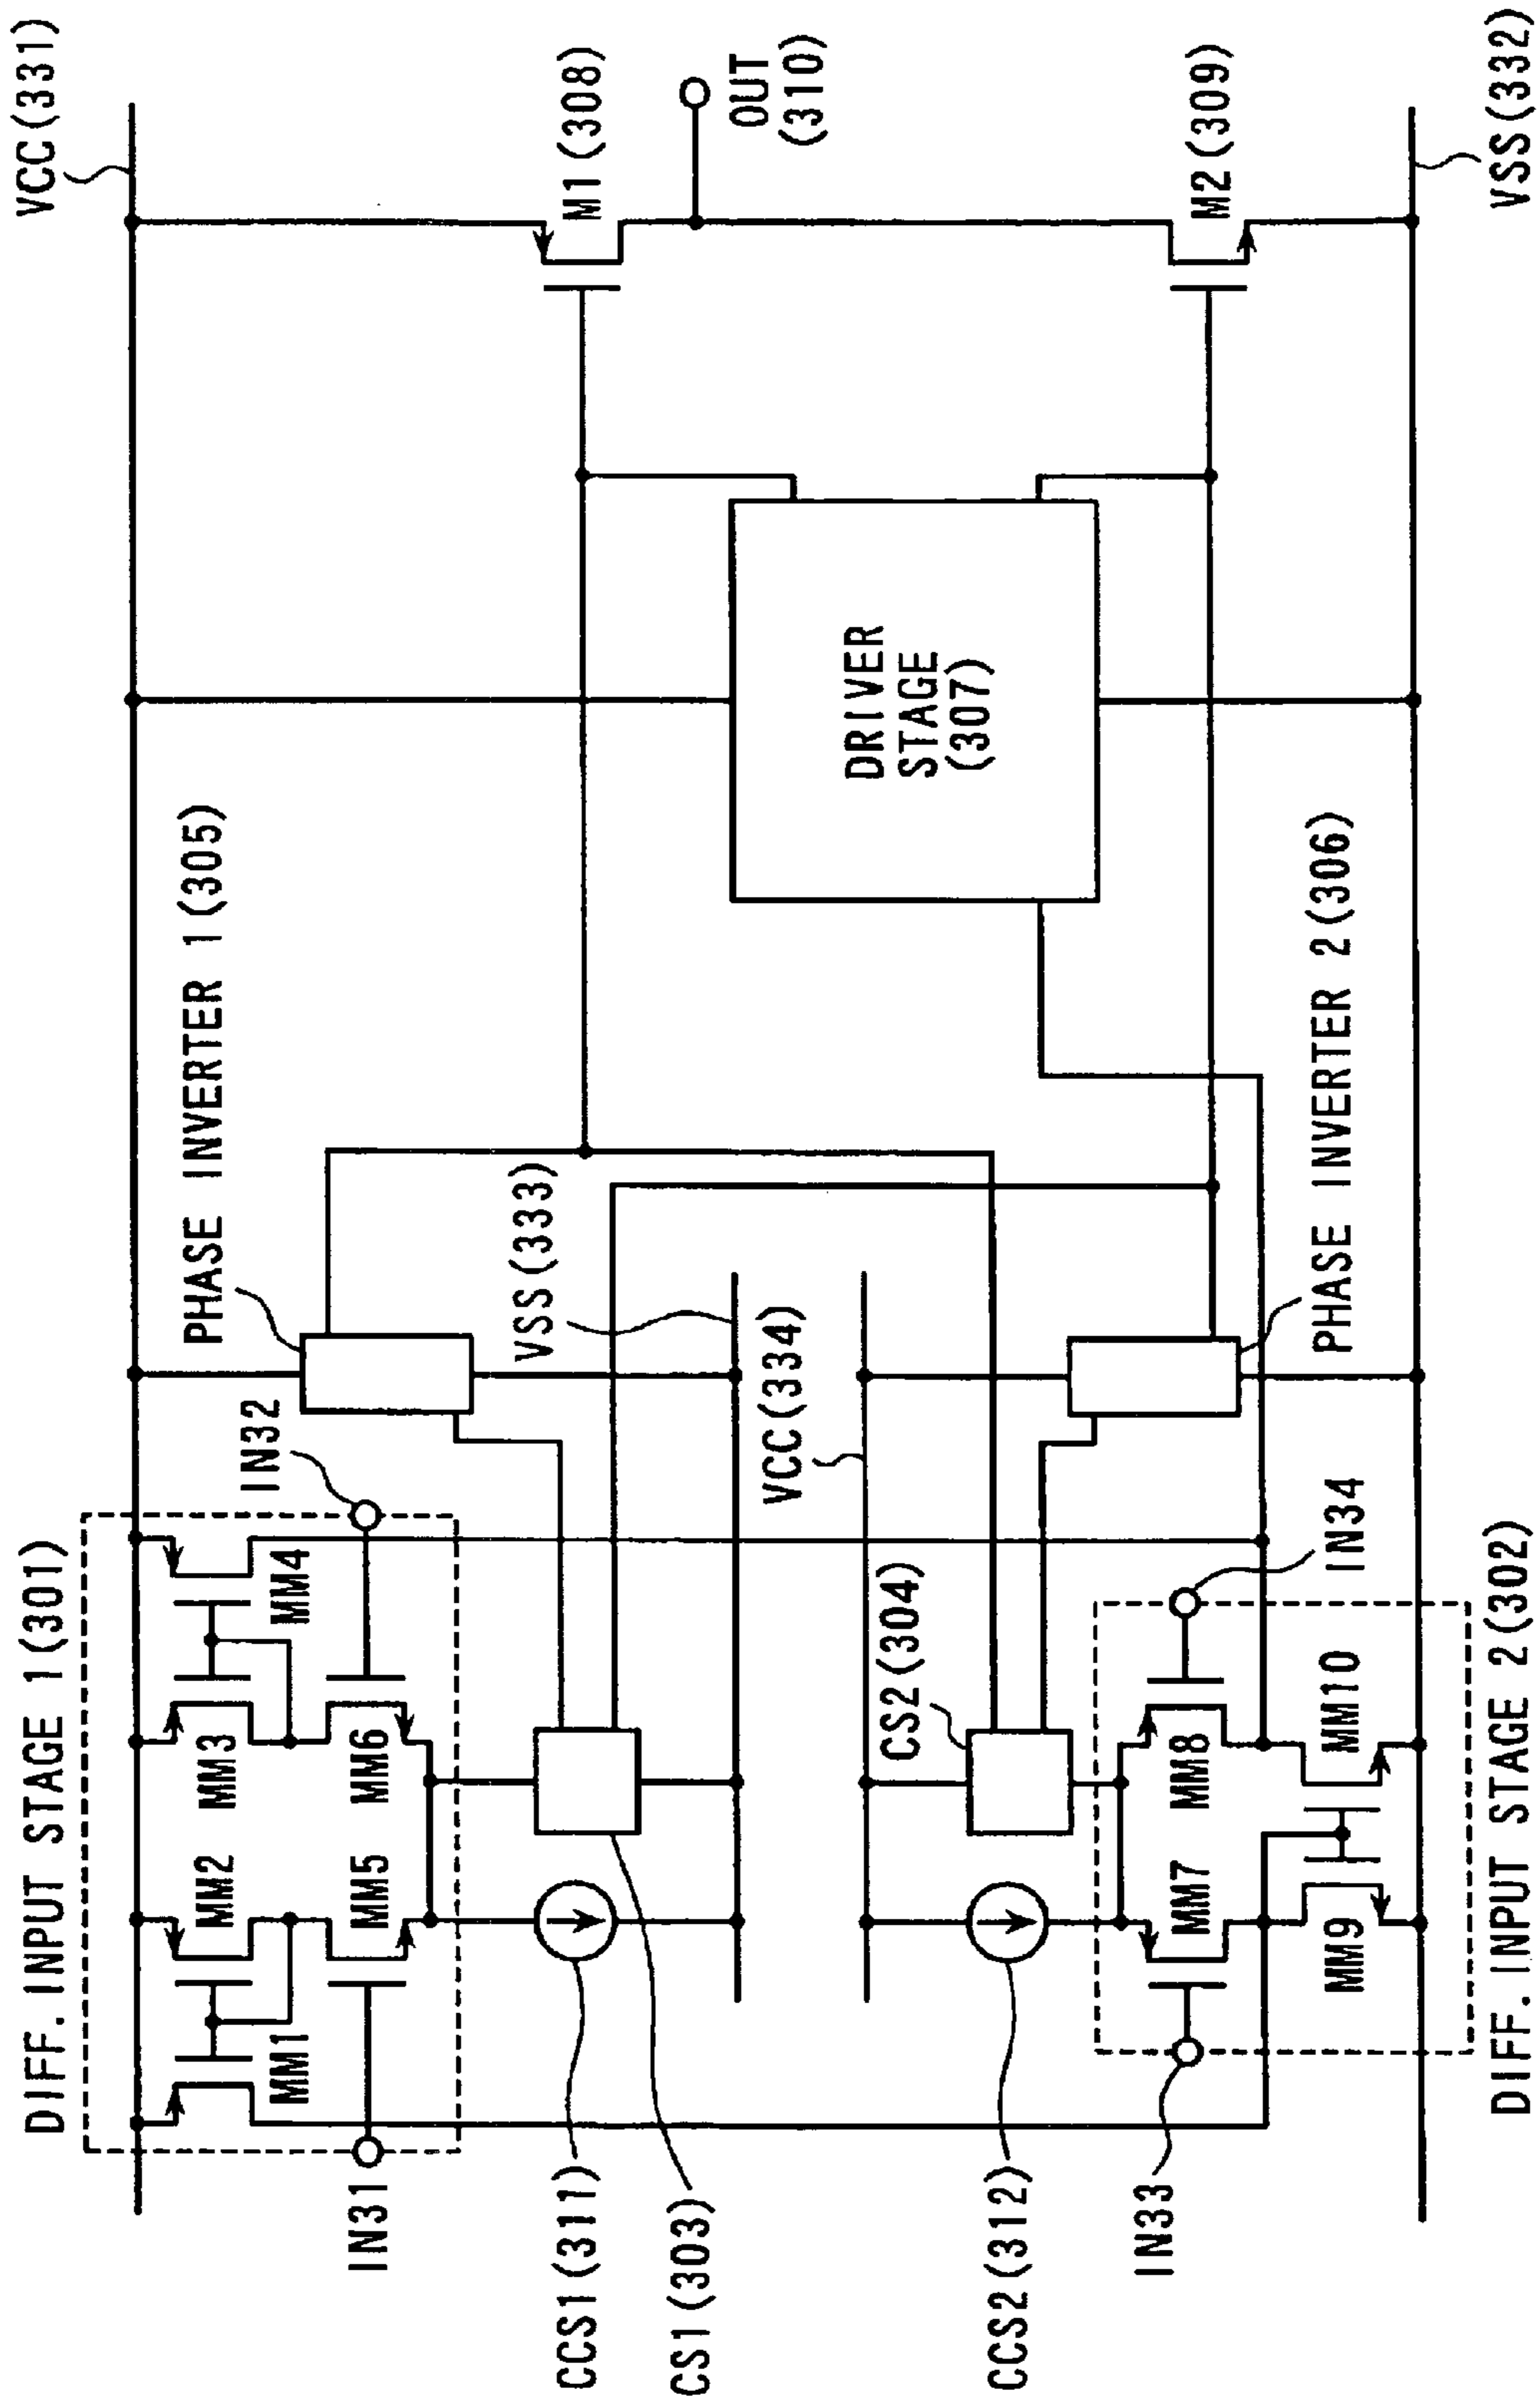 DIFF. INPUT STAGE 1(301)
VCC(331)
PHASE INVERTER 1(305)
IN32
MM4
MM3
MM2
MM1
MM6
MM5
IN31
M1(308)
OUT
(310)
VSS(333)
CCS1(311)
CS1(303)
VCC(334)
DRIVER
STAGE
(307)
CS2(304)
CCS2(312)
IN34
MM8
MM7
MM10
MM9
IN33
M2(309)
PHASE INVERTER 2(306)
DIFF. INPUT STAGE 2(302)
VSS(332)